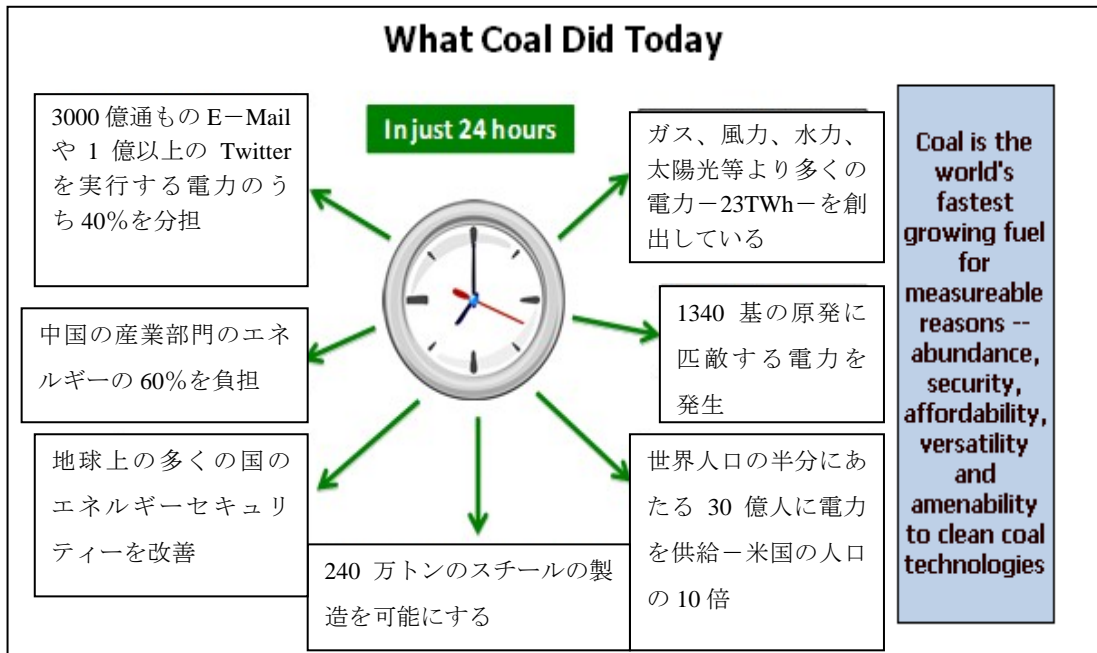 What Coal Did Today
In just 24 hours
3000 億通もの E－Mail
や 1 億以上の Twitter
を実行する電力のう
ち 40%を分担
中国の産業部門のエネ
ルギーの 60%を負担
地球上の多くの国の
エネルギーセキュリ
ティーを改善
240 万トンのスチールの製
造を可能にする
ガス、風力、水力、
太陽光等より多くの
電力－23TWh－を創
出している
1340 基の原発に
匹敵する電力を
発生
世界人口の半分にあ
たる 30 億人に電力
を供給－米国の人口
の 10 倍
Coal is the
world's
fastest
growing fuel
for
measureable
reasons --
abundance,
security,
affordability,
versatility
and
amenability
to clean coal
technologies